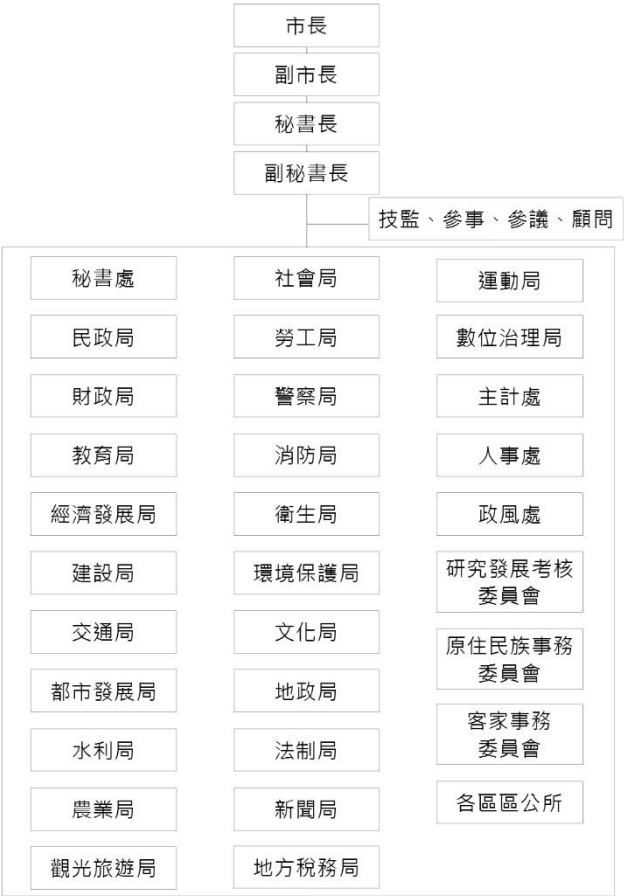 市長
副市長
秘書長
副秘書長
技監、參事、參議、顧問
秘書處
民政局
財政局
教育局
經濟發展局
建設局
交通局
都市發展局
水利局
農業局
觀光旅遊局
社會局
勞工局
警察局
消防局
衛生局
環境保護局
文化局
地政局
法制局
新聞局
地方稅務局
運動局
數位治理局
主計處
人事處
政風處
研究發展考核
委員會
原住民族事務
委員會
客家事務
委員會
各區區公所